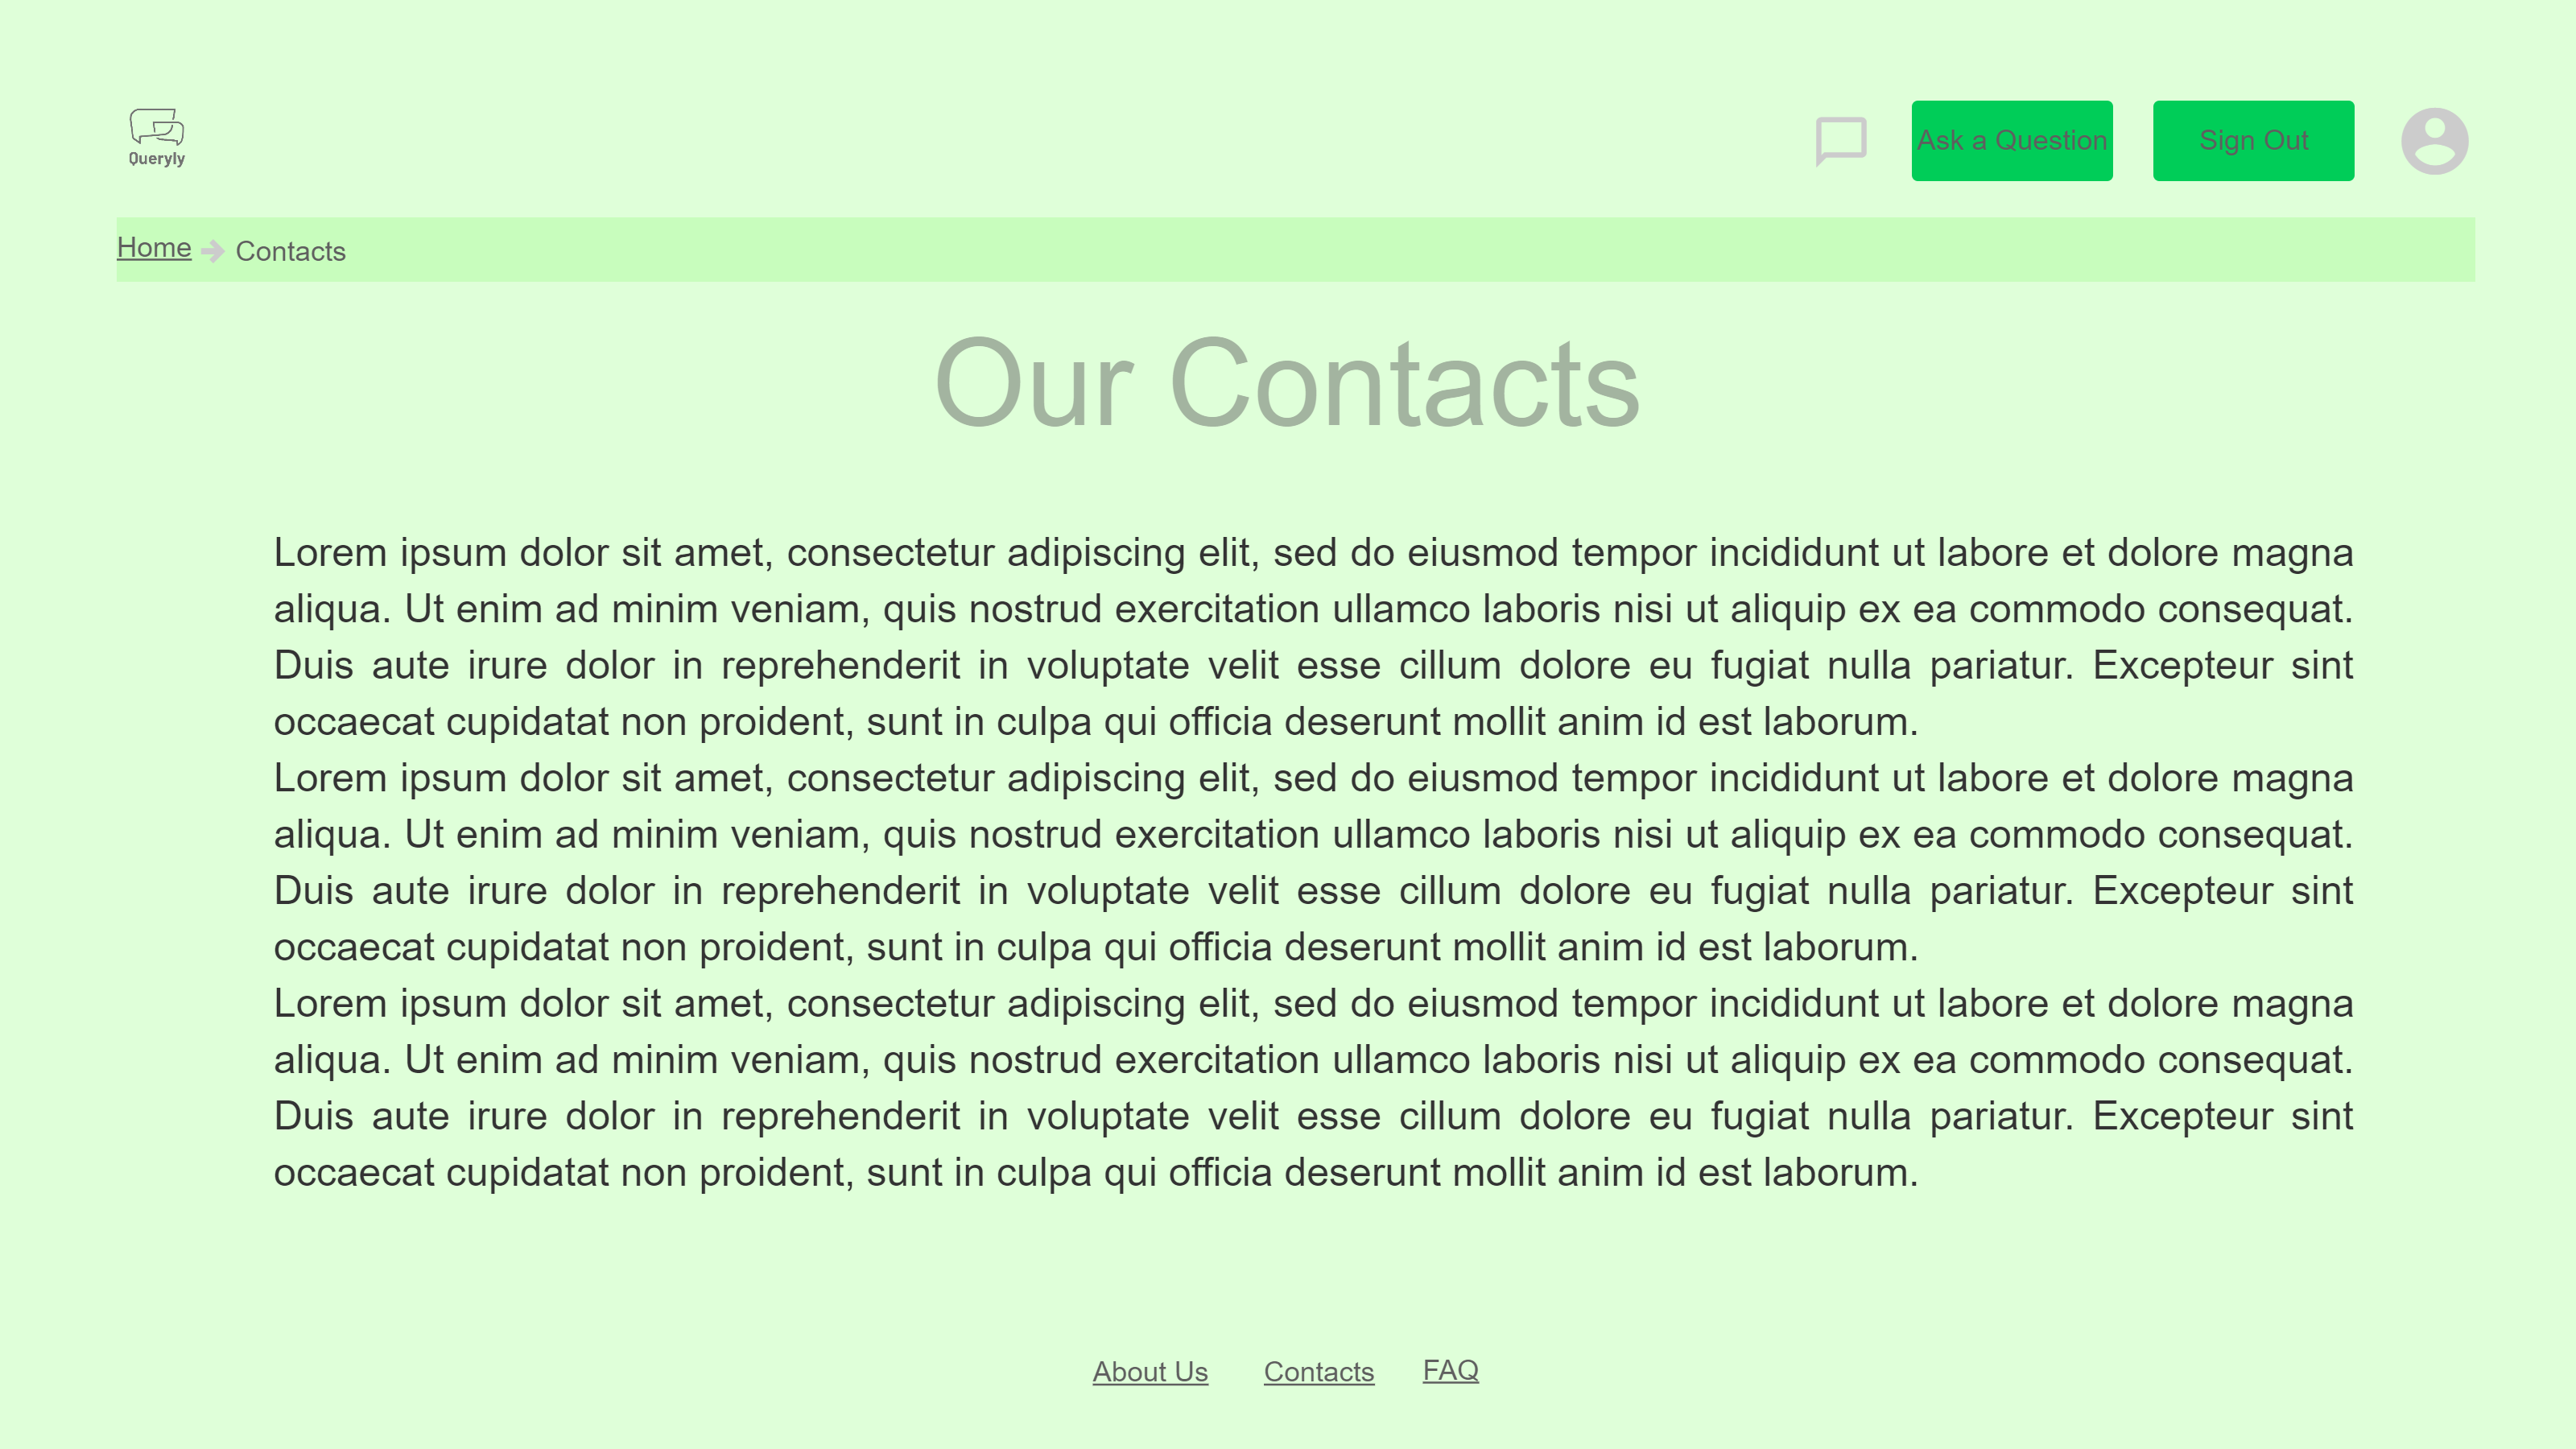 Queryly
Ask a Question
Sign Out
Home
Contacts
Our Contacts
Lorem ipsum dolor sit amet, consectetur adipiscing elit, sed do eiusmod tempor incididunt ut labore et dolore magna
aliqua. Ut enim ad minim veniam, quis nostrud exercitation ullamco laboris nisi ut aliquip ex ea commodo consequat.
Duis aute irure dolor in reprehenderit in voluptate velit esse cillum dolore eu fugiat nulla pariatur. Excepteur sint
occaecat cupidatat non proident, sunt in culpa qui officia deserunt mollit anim id est laborum.
Lorem ipsum dolor sit amet, consectetur adipiscing elit, sed do eiusmod tempor incididunt ut labore et dolore magna
aliqua. Ut enim ad minim veniam, quis nostrud exercitation ullamco laboris nisi ut aliquip ex ea commodo consequat.
Duis aute irure dolor in reprehenderit in voluptate velit esse cillum dolore eu fugiat nulla pariatur. Excepteur sint
occaecat cupidatat non proident, sunt in culpa qui officia deserunt mollit anim id est laborum.
Lorem ipsum dolor sit amet, consectetur adipiscing elit, sed do eiusmod tempor incididunt ut labore et dolore magna
aliqua. Ut enim ad minim veniam, quis nostrud exercitation ullamco laboris nisi ut aliquip ex ea commodo consequat.
Duis aute irure dolor in reprehenderit in voluptate velit esse cillum dolore eu fugiat nulla pariatur. Excepteur sint
occaecat cupidatat non proident, sunt in culpa qui officia deserunt mollit anim id est laborum.
About Us
Contacts
FAQ